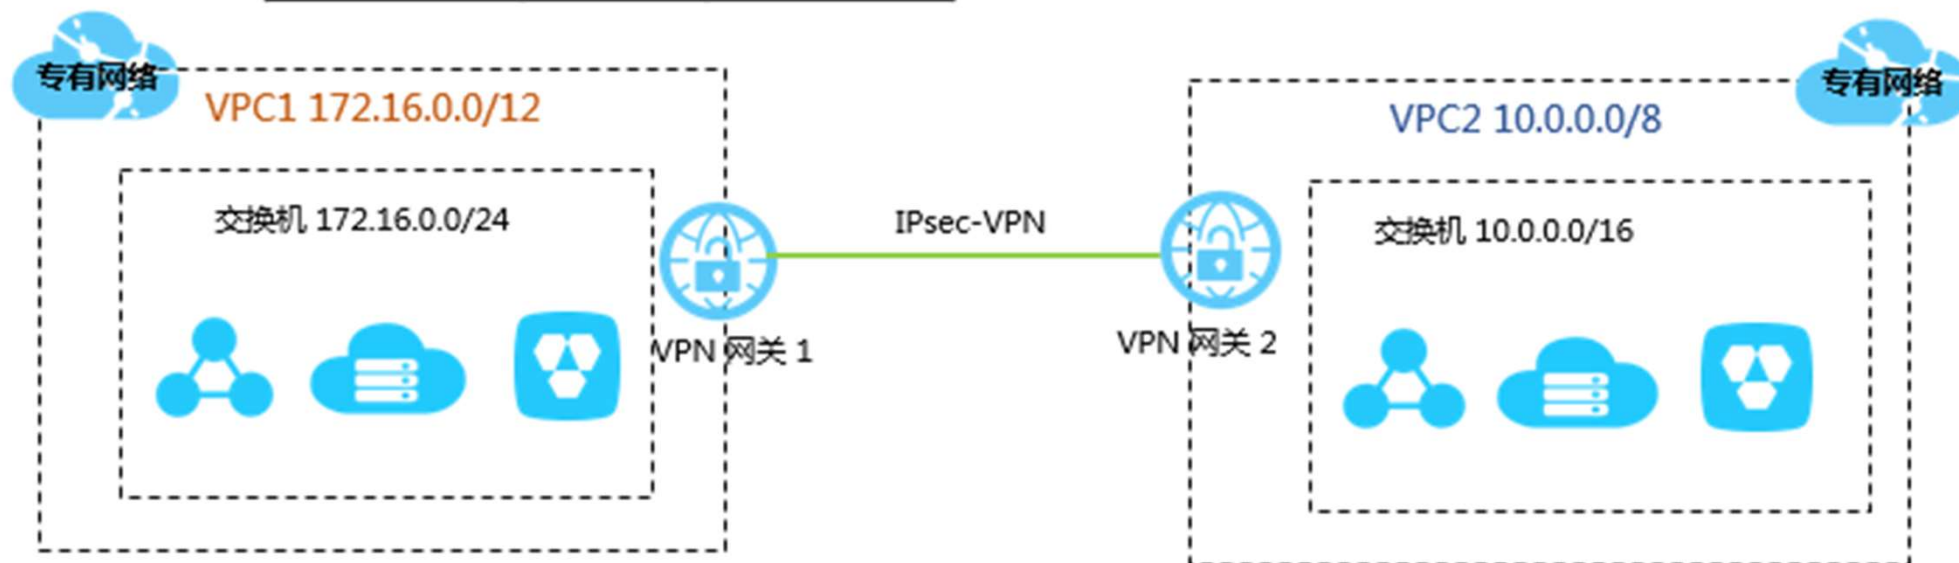 专有网络
VPC1 172.16.0.0/12
交换机 172.16.0.0/24
VPN 网关 1
IPsec-VPN
专有网络
VPC2 10.0.0.0/8
交换机 10.0.0.0/16
VPN 网关 2